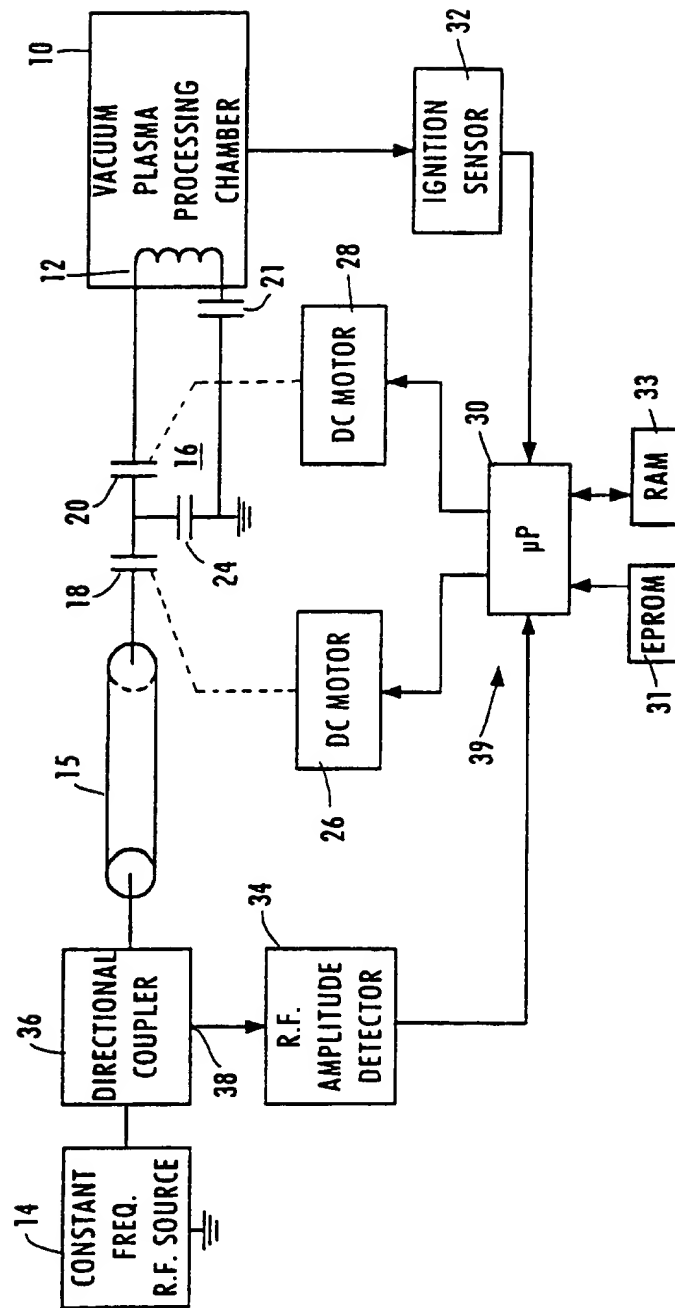 14
CONSTANT
FREQ.
R.F. SOURCE
36
DIRECTIONAL
COUPLER
38
34
R.F.
AMPLITUDE
DETECTOR
15
18
20
24
16
12
21
10
VACUUM
PLASMA
PROCESSING
CHAMBER
26
DC MOTOR
28
DC MOTOR
32
IGNITION
SENSOR
39
30
µP
31
EPROM
33
RAM